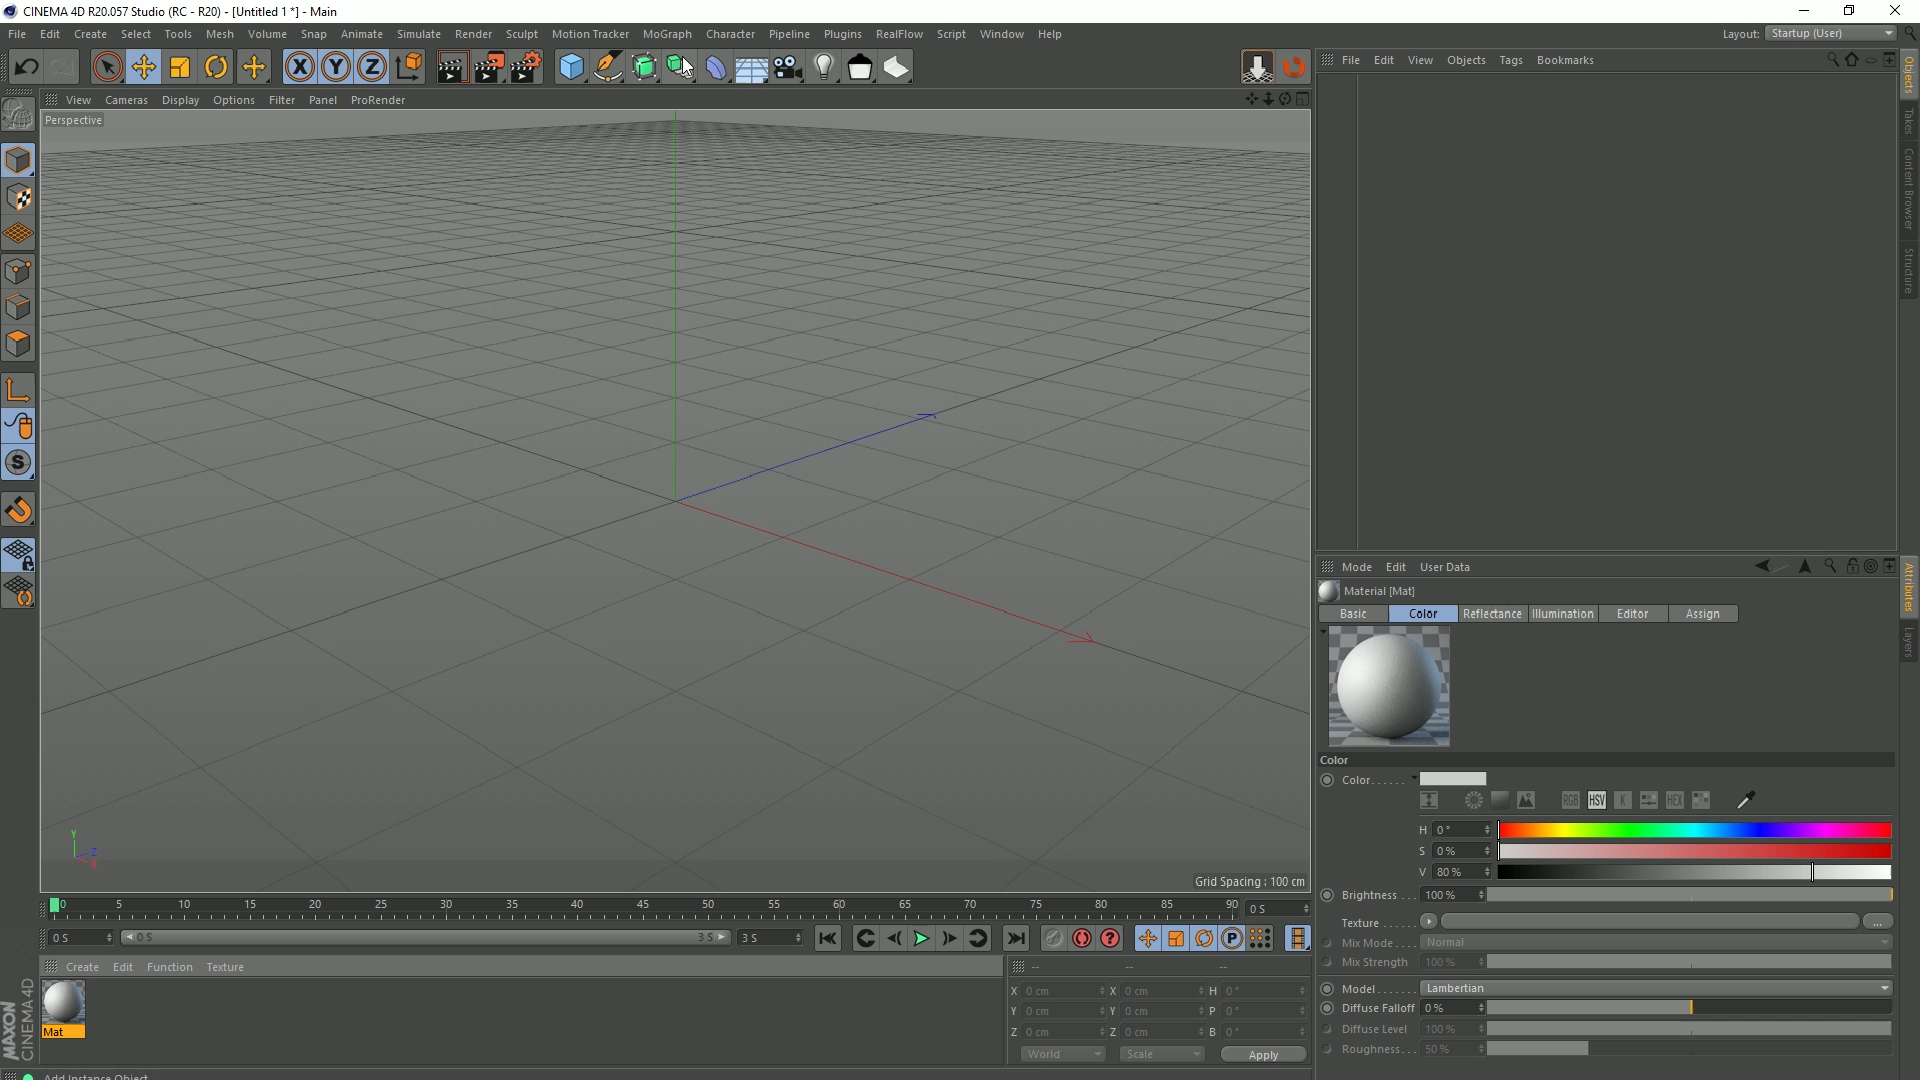 CINEMA 4D R20.057 Studio (RC - R20) - [Untitled 1 *] - Main
File Edit Create Select Tools Mesh Volume Snap Animate Simulate Render Sculpt Motion Tracker MoGraph Character Pipeline Plugins RealFlow Script Window Help
Layout: Startup (User)
X Y Z
File Edit View Objects Tags Bookmarks
Objects
Takes
Content Browser
Structure
View Cameras Display Options Filter Panel ProRender
Perspective
S
Y
Z
X
Grid Spacing : 100 cm
Mode Edit User Data
Attributes
Layers
Material [Mat]
Basic Color Reflectance Illumination Editor Assign
Color
Color......
RGB HSV K HEX
H 0 °
S 0 %
V 80 %
Brightness... 100 %
Texture...... ...
Mix Mode.... Normal
Mix Strength 100 %
Model....... Lambertian
Diffuse Falloff 0 %
Diffuse Level 100 %
Roughness... 50 %
0 5 10 15 20 25 30 35 40 45 50 55 60 65 70 75 80 85 90 0 S
0 S 0 S 3 S 3 S
P
Create Edit Function Texture
Mat
-- -- --
X 0 cm X 0 cm H 0 °
Y 0 cm Y 0 cm P 0 °
Z 0 cm Z 0 cm B 0 °
World Scale Apply
MAXON
CINEMA 4D
Add Instance Object